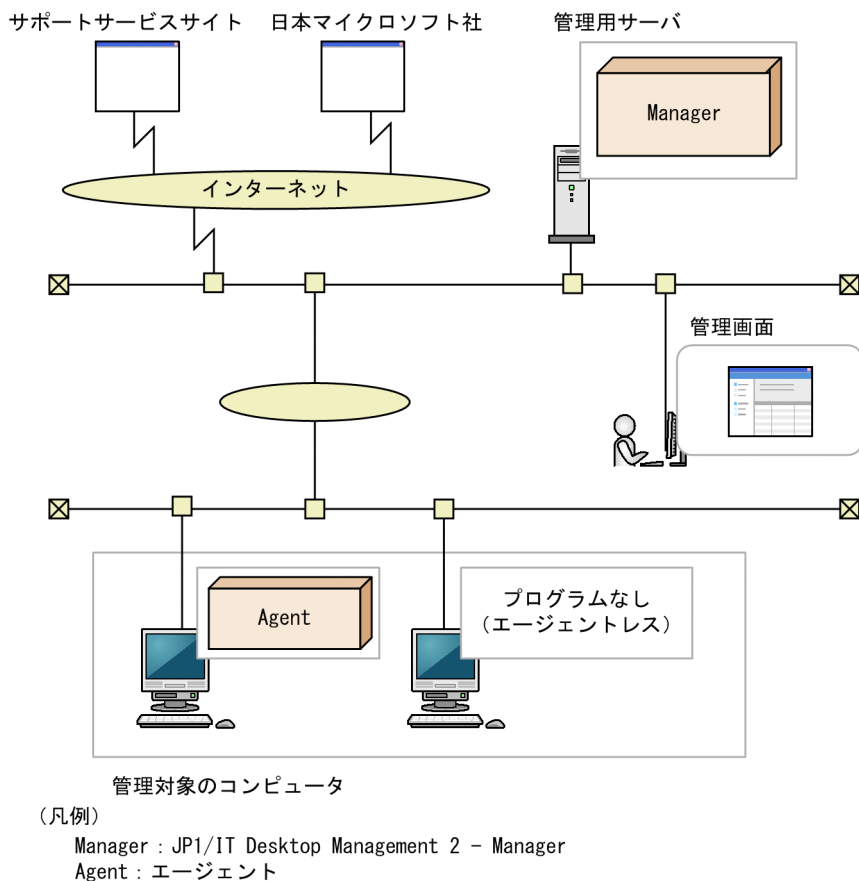 サポートサービスサイト
日本マイクロソフト社
管理用サーバ
Manager
インターネット
管理画面
Agent
プログラムなし
（エージェントレス）
管理対象のコンピュータ
（凡例）
Manager：JP1/IT Desktop Management 2 - Manager
Agent：エージェント